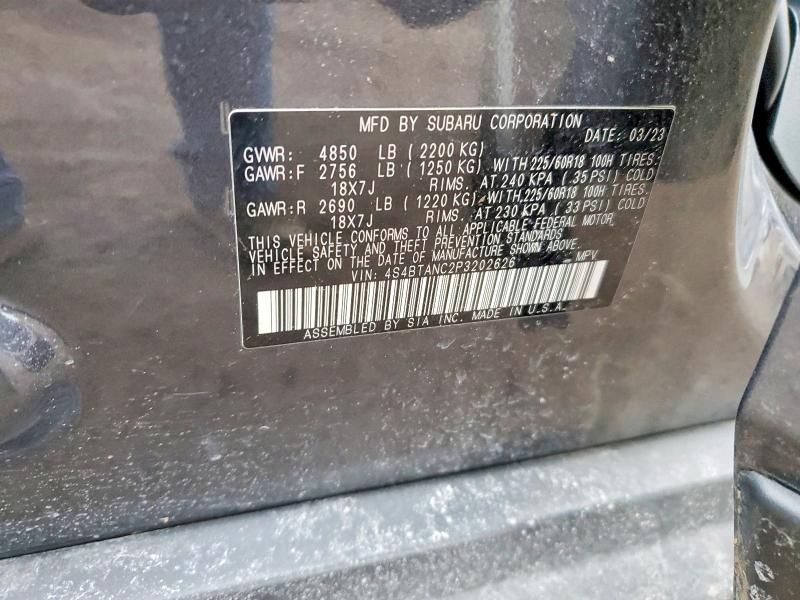 MFD BY SUBARU CORPORATION
DATE: 03/23
GVWR: 4850 LB (2200 KG)
GAWR:F 2756 LB (1250 KG) WITH 225/60R18 100H TIRES.
18X7J RIMS. AT 240 KPA (35 PSI) COLD
GAWR:R 2690 LB (1220 KG) WITH 225/60R18 100H TIRES.
18X7J RIMS. AT 230 KPA (33 PSI) COLD
THIS VEHICLE CONFORMS TO ALL APPLICABLE FEDERAL MOTOR
VEHICLE SAFETY AND THEFT PREVENTION STANDARDS
IN EFFECT ON THE DATE OF MANUFACTURE SHOWN ABOVE.
VIN: 4S4BTANC2P3202626 MPV
ASSEMBLED BY SIA INC. MADE IN U.S.A.